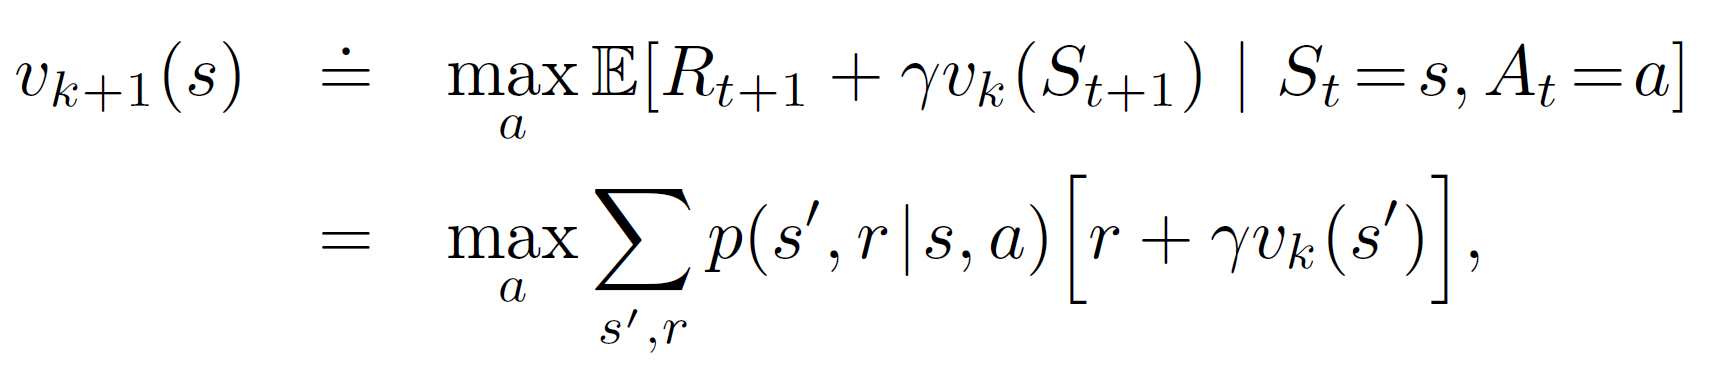 v_{k+1}(s) ≐ max_a 𝔼[R_{t+1} + γv_k(S_{t+1}) | S_t = s, A_t = a]
= max_a ∑_{s′,r} p(s′, r | s, a)[r + γv_k(s′)],